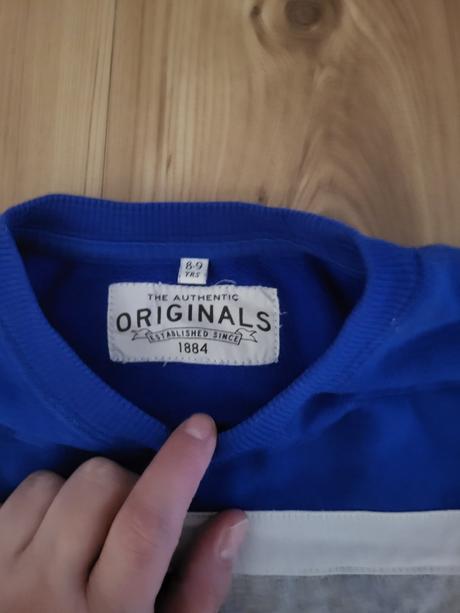 8-9
YRS
THE AUTHENTIC
ORIGINALS
ESTABLISHED SINCE
1884